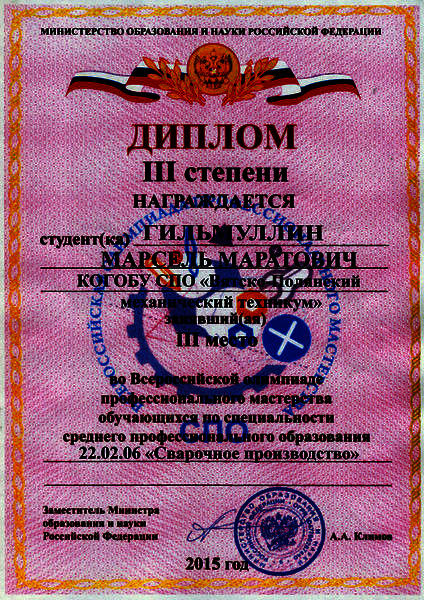 МИНИСТЕРСТВО ОБРАЗОВАНИЯ И НАУКИ РОССИЙСКОЙ ФЕДЕРАЦИИ
ДИПЛОМ
III степени
НАГРАЖДАЕТСЯ
студент(ка) ГИЛЬМУЛЛИН
МАРСЕЛЬ МАРАТОВИЧ
КОГОБУ СПО «Вятско-Полянский
механический техникум»
занявший(ая)
III место
во Всероссийской олимпиаде
профессионального мастерства
обучающихся по специальности
среднего профессионального образования
22.02.06 «Сварочное производство»
СПО
Заместитель Министра
образования и науки
Российской Федерации
А.А. Климов
2015 год